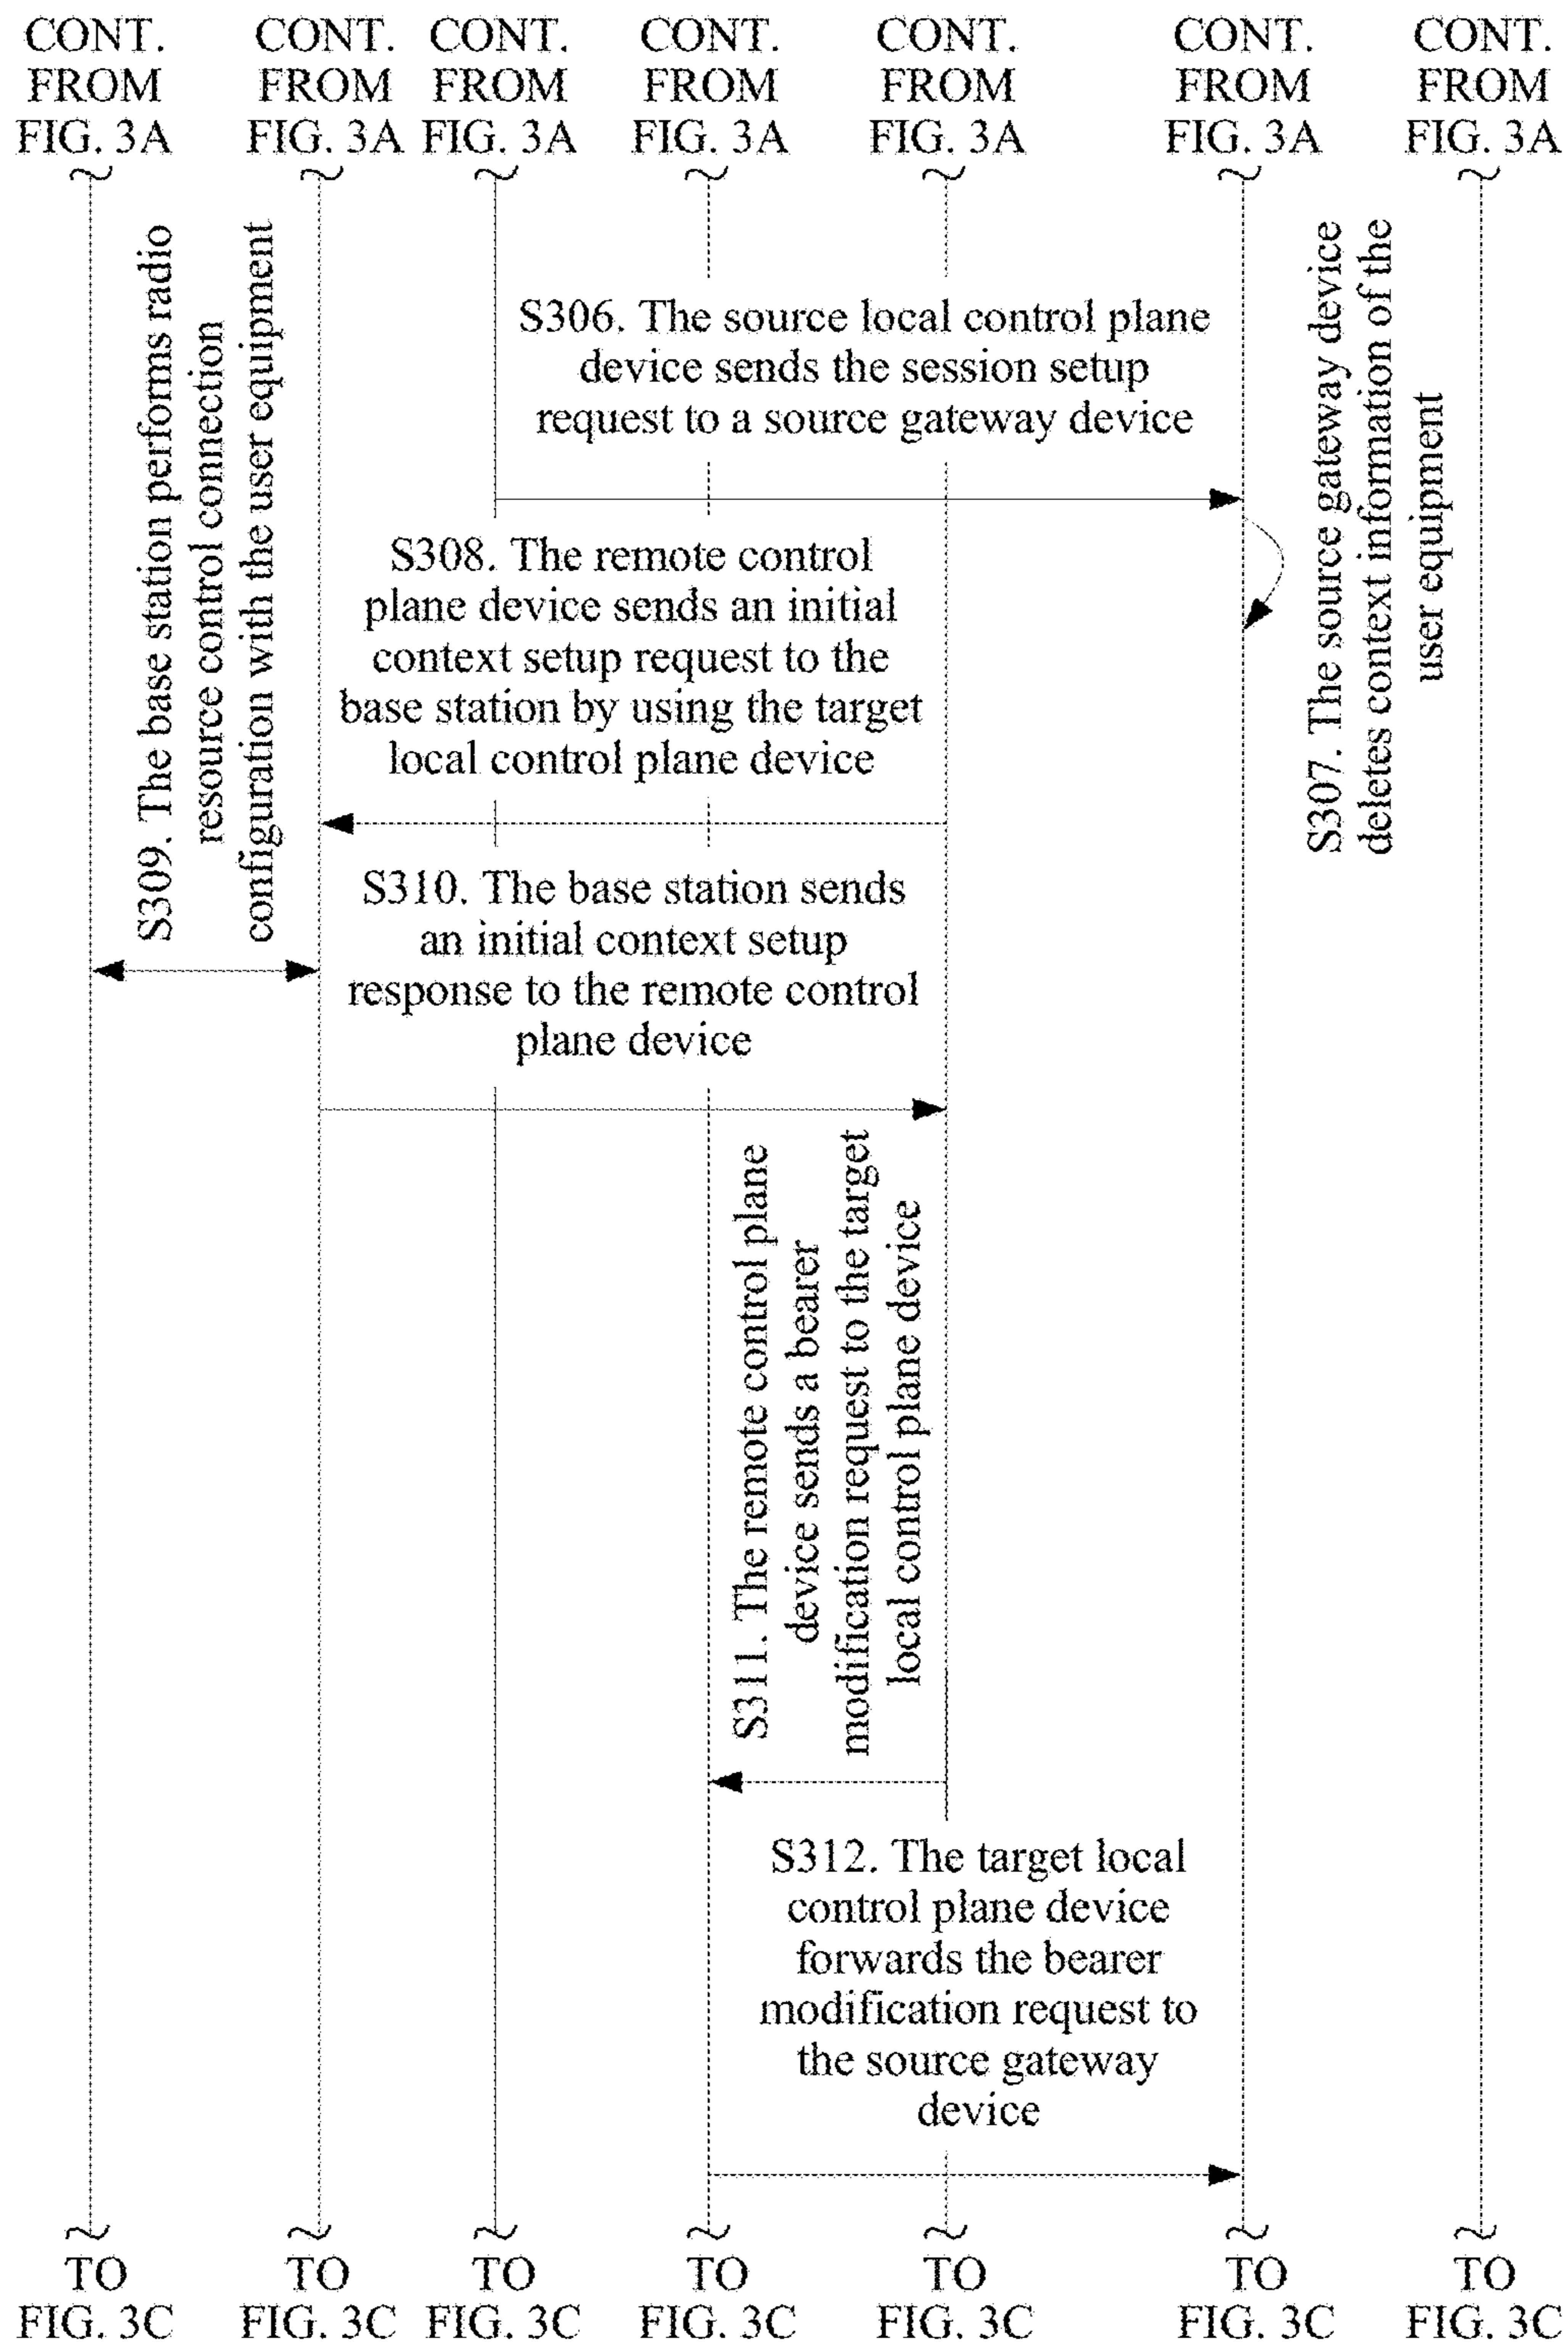 CONT.
FROM
FIG. 3A
CONT.
FROM
FIG. 3A
CONT.
FROM
FIG. 3A
CONT.
FROM
FIG. 3A
CONT.
FROM
FIG. 3A
CONT.
FROM
FIG. 3A
CONT.
FROM
FIG. 3A
S306. The source local control plane
device sends the session setup
request to a source gateway device
S307. The source gateway device
deletes context information of the
user equipment
S308. The remote control
plane device sends an initial
context setup request to the
base station by using the target
local control plane device
S309. The base station performs radio
resource control connection
configuration with the user equipment
S310. The base station sends
an initial context setup
response to the remote control
plane device
S311. The remote control plane
device sends a bearer
modification request to the target
local control plane device
S312. The target local
control plane device
forwards the bearer
modification request to
the source gateway
device
TO
FIG. 3C
TO
FIG. 3C
TO
FIG. 3C
TO
FIG. 3C
TO
FIG. 3C
TO
FIG. 3C
TO
FIG. 3C